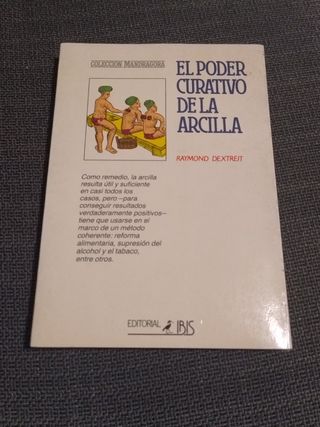 COLECCION MANDRAGORA
EL PODER
CURATIVO
DE LA
ARCILLA
RAYMOND DEXTREIT
Como remedio, la arcilla
resulta útil y suficiente
en casi todos los
casos, pero —para
conseguir resultados
verdaderamente positivos—
tiene que usarse en el
marco de un método
coherente: reforma
alimentaria, supresión del
alcohol y el tabaco,
entre otros.
EDITORIAL IBIS